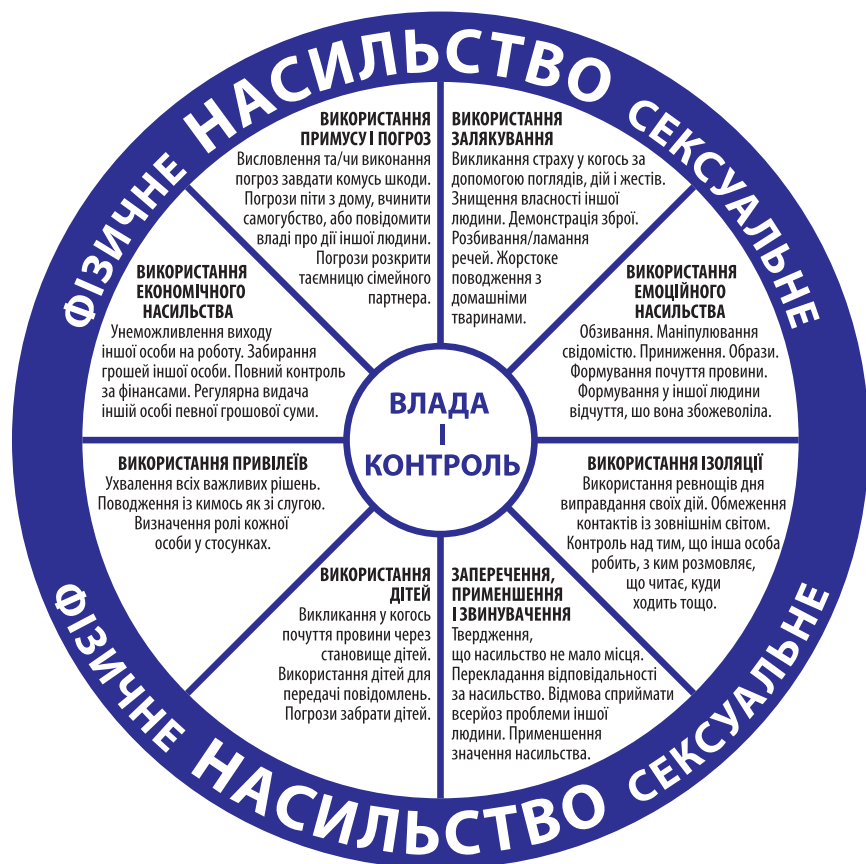 ФІЗИЧНЕ НАСИЛЬСТВО СЕКСУАЛЬНЕ
ВИКОРИСТАННЯ
ПРИМУСУ І ПОГРОЗ
Висловлення та/чи виконання
погроз завдати комусь шкоди.
Погрози піти з дому, вчинити
самогубство, або повідомити
владі про дії іншої людини.
Погрози розкрити
таємницю сімейного
партнера.
ВИКОРИСТАННЯ
ЗАЛЯКУВАННЯ
Викликання страху у когось за
допомогою поглядів, дій і жестів.
Знищення власності іншої
людини. Демонстрація зброї.
Розбивання/ламання
речей. Жорстоке
поводження з
домашніми
тваринами.
ВИКОРИСТАННЯ
ЕКОНОМІЧНОГО
НАСИЛЬСТВА
Унеможливлення виходу
іншої особи на роботу. Забирання
грошей іншої особи. Повний контроль
за фінансами. Регулярна видача
іншій особі певної грошової суми.
ВИКОРИСТАННЯ
ЕМОЦІЙНОГО
НАСИЛЬСТВА
Обзивання. Маніпулювання
свідомістю. Приниження. Образи.
Формування почуття провини.
Формування у іншої людини
відчуття, шо вона збожеволіла.
ВЛАДА
І
КОНТРОЛЬ
ВИКОРИСТАННЯ ПРИВІЛЕЇВ
Ухвалення всіх важливих рішень.
Поводження із кимось як зі слугою.
Визначення ролі кожної
особи у стосунках.
ВИКОРИСТАННЯ ІЗОЛЯЦІЇ
Використання ревнощів дня
виправдання своїх дій. Обмеження
контактів із зовнішнім світом.
Контроль над тим, що інша особа
робить, з ким розмовляє,
що читає, куди
ходить тощо.
ВИКОРИСТАННЯ
ДІТЕЙ
Викликання у когось
почуття провини через
становище дітей.
Використання дітей для
передачі повідомлень.
Погрози забрати дітей.
ЗАПЕРЕЧЕННЯ,
ПРИМЕНШЕННЯ
І ЗВИНУВАЧЕННЯ
Твердження,
що насильство не мало місця.
Перекладання відповідальності
за насильство. Відмова сприймати
всерйоз проблеми іншої
людини. Применшення
значення насильства.
ФІЗИЧНЕ НАСИЛЬСТВО СЕКСУАЛЬНЕ